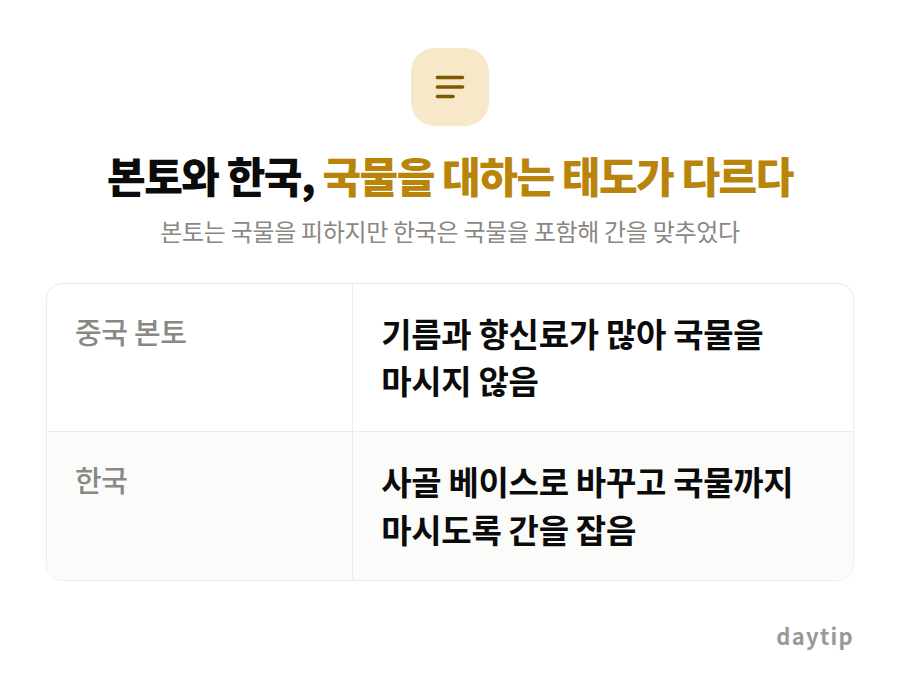 본토와 한국, 국물을 대하는 태도가 다르다
본토는 국물을 피하지만 한국은 국물을 포함해 간을 맞추었다
중국 본토
기름과 향신료가 많아 국물을
마시지 않음
한국
사골 베이스로 바꾸고 국물까지
마시도록 간을 잡음
daytip